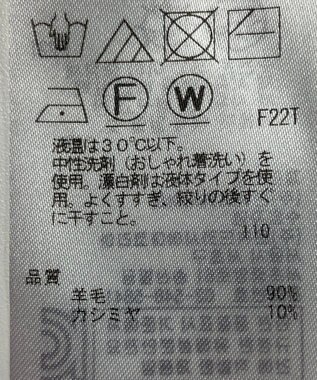 F
W
F22T
液温は30℃以下。
中性洗剤（おしゃれ着洗い）を
使用。漂白剤は液体タイプを使
用。よくすすぎ、絞りの後すぐ
に干すこと。
110
品質
羊毛 90%
カシミヤ 10%